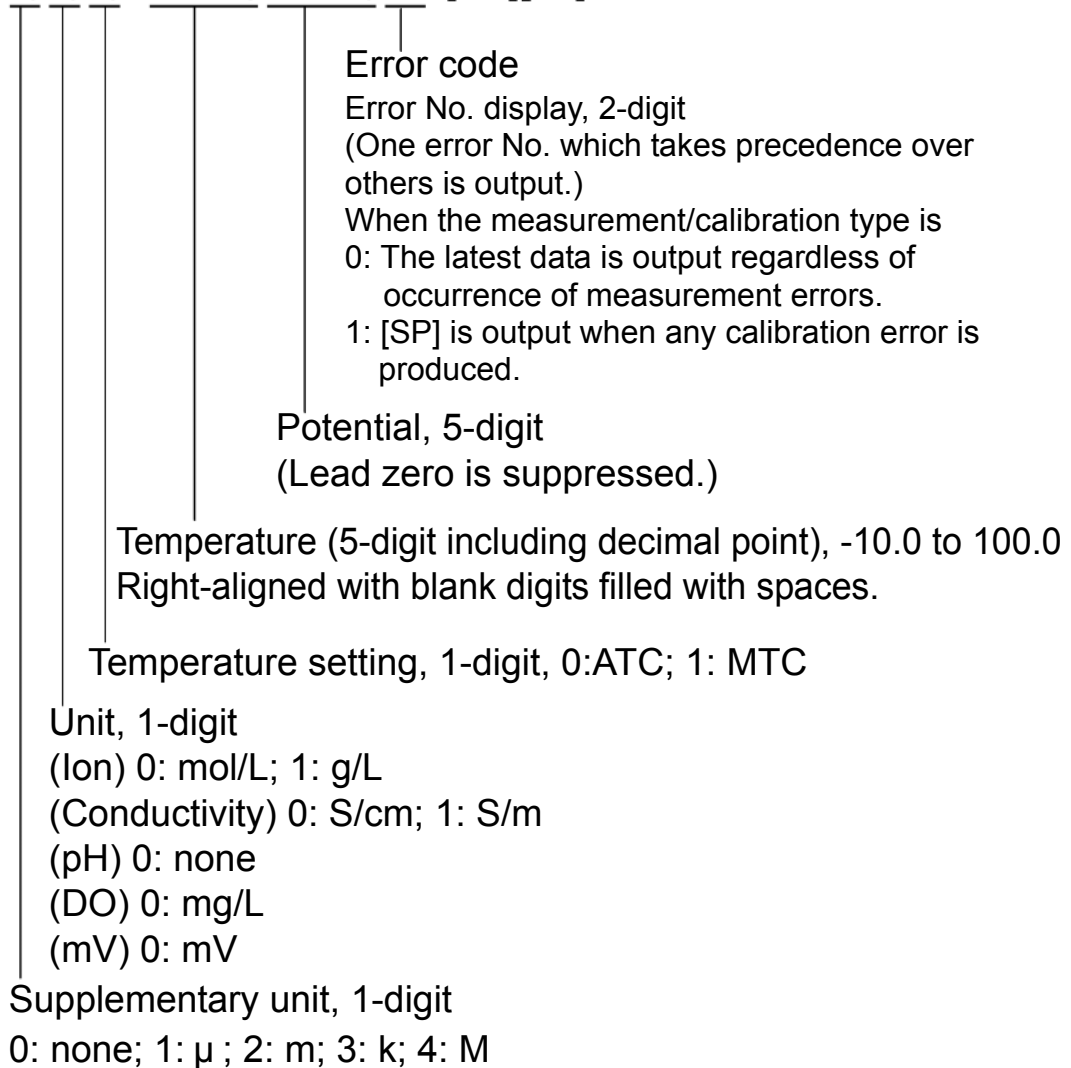 Error code
Error No. display, 2-digit
(One error No. which takes precedence over
others is output.)
When the measurement/calibration type is
0: The latest data is output regardless of
occurrence of measurement errors.
1: [SP] is output when any calibration error is
produced.
Potential, 5-digit
(Lead zero is suppressed.)
Temperature (5-digit including decimal point), -10.0 to 100.0
Right-aligned with blank digits filled with spaces.
Temperature setting, 1-digit, 0:ATC; 1: MTC
Unit, 1-digit
(Ion) 0: mol/L; 1: g/L
(Conductivity) 0: S/cm; 1: S/m
(pH) 0: none
(DO) 0: mg/L
(mV) 0: mV
Supplementary unit, 1-digit
0: none; 1: μ ; 2: m; 3: k; 4: M